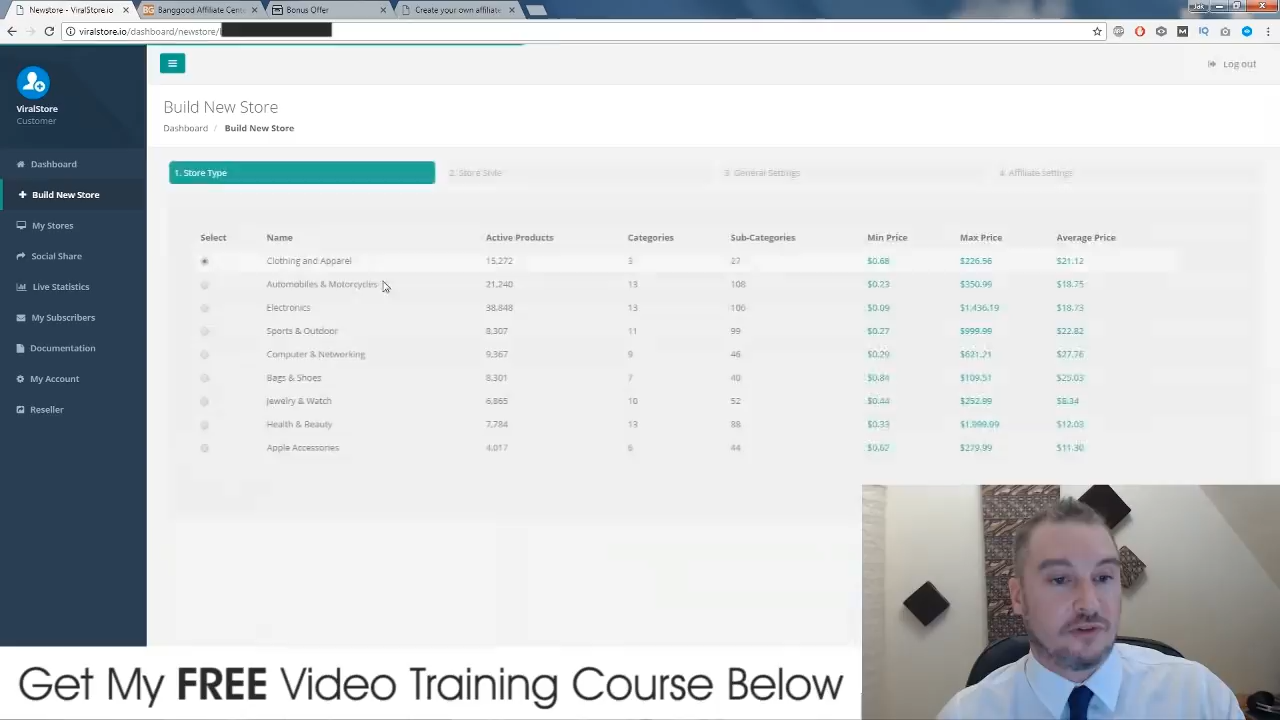 Newstore - ViralStore.io
Banggood Affiliate Cent
Bonus Offer
Create your own affiliate
Jak
viralstore.io/dashboard/newstore/
ViralStore
Customer
Dashboard
Build New Store
My Stores
Social Share
Live Statistics
My Subscribers
Documentation
My Account
Reseller
Log out
Build New Store
Dashboard / Build New Store
1. Store Type 2. Store Style 3. General Settings 4. Affiliate Settings
Select Name Active Products Categories Sub-Categories Min Price Max Price Average Price
Clothing and Apparel 15,272 3 27 $0.68 $226.56 $21.12
Automobiles & Motorcycles 21,240 13 108 $0.23 $350.99 $18.75
Electronics 38,848 13 106 $0.09 $1,436.19 $18.73
Sports & Outdoor 8,307 11 99 $0.27 $999.99 $22.82
Computer & Networking 9,367 9 46 $0.29 $621.21 $27.76
Bags & Shoes 8,301 7 40 $0.84 $109.51 $25.03
Jewelry & Watch 6,865 10 52 $0.44 $252.99 $8.34
Health & Beauty 7,784 13 88 $0.33 $1,999.99 $12.03
Apple Accessories 4,017 6 44 $0.62 $279.99 $11.30
Get My FREE Video Training Course Below